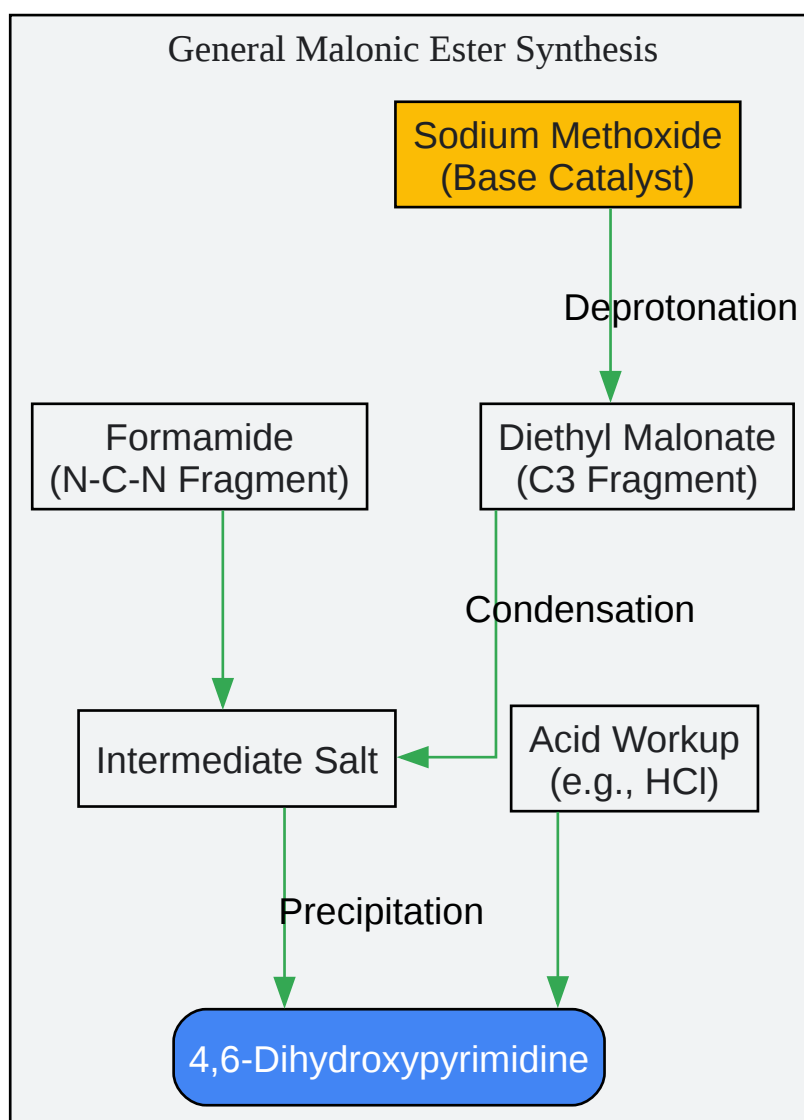 General Malonic Ester Synthesis
Sodium Methoxide
(Base Catalyst)
Deprotonation
Formamide
(N-C-N Fragment)
Diethyl Malonate
(C3 Fragment)
Condensation
Intermediate Salt
Acid Workup
(e.g., HCl)
Precipitation
4,6-Dihydroxypyrimidine